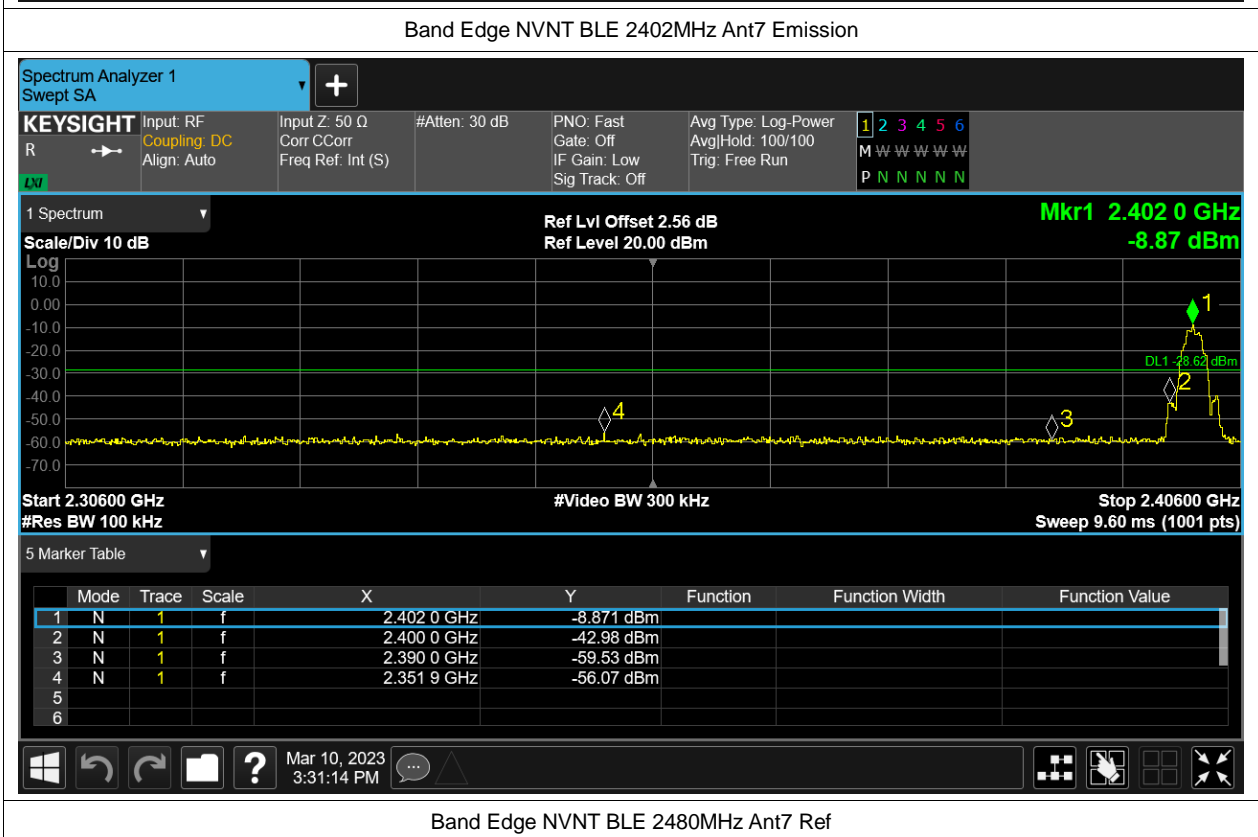 Band Edge NVNT BLE 2402MHz Ant7 Emission
Spectrum Analyzer 1
Swept SA
+
KEYSIGHT Input: RF Input Z: 50 Ω #Atten: 30 dB PNO: Fast Avg Type: Log-Power 1 2 3 4 5 6
R Coupling: DC Corr CCorr Gate: Off Avg|Hold: 100/100 M W W W W W
Align: Auto Freq Ref: Int (S) IF Gain: Low Trig: Free Run
LXI Sig Track: Off P N N N N N
1 Spectrum
Ref Lvl Offset 2.56 dB Mkr1 2.402 0 GHz
Scale/Div 10 dB Ref Level 20.00 dBm -8.87 dBm
Log
10.0
0.00 1
-10.0
-20.0
DL1 -28.62 dBm
-30.0
2
-40.0
4
-50.0 3
-60.0
-70.0
Start 2.30600 GHz #Video BW 300 kHz Stop 2.40600 GHz
#Res BW 100 kHz Sweep 9.60 ms (1001 pts)
5 Marker Table
Mode Trace Scale X Y Function Function Width Function Value
1 N 1 f 2.402 0 GHz -8.871 dBm
2 N 1 f 2.400 0 GHz -42.98 dBm
3 N 1 f 2.390 0 GHz -59.53 dBm
4 N 1 f 2.351 9 GHz -56.07 dBm
5
6
? Mar 10, 2023
3:31:14 PM
Band Edge NVNT BLE 2480MHz Ant7 Ref